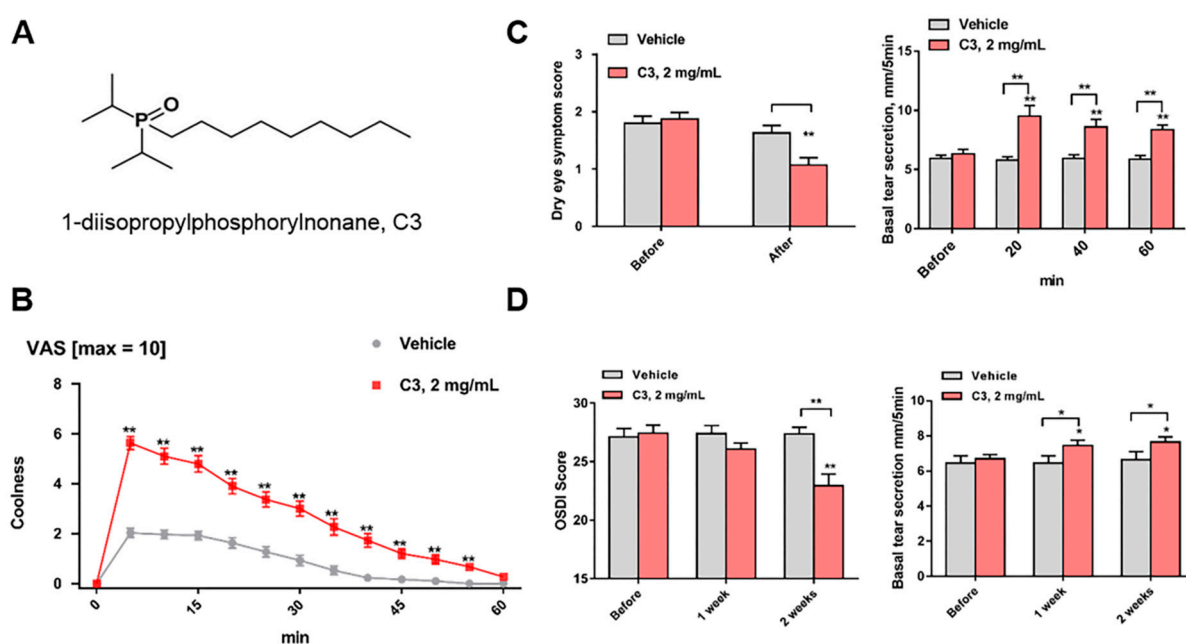 A
P
O
1-diisopropylphosphorylnonane, C3
B
VAS [max = 10]
Vehicle
C3, 2 mg/mL
Coolness
8
6
4
2
0
** ** ** ** ** ** ** ** ** ** **
0 15 30 45 60
min
C
Vehicle
C3, 2 mg/mL
Dry eye symptom score
3
2
1
0
**
Before After
Vehicle
C3, 2 mg/mL
Basal tear secretion, mm/5min
15
10
5
0
** ** **
** ** **
Before 20 40 60
min
D
Vehicle
C3, 2 mg/mL
OSDI Score
30
25
20
15
**
**
Before 1 week 2 weeks
Vehicle
C3, 2 mg/mL
Basal tear secretion mm/5min
10
8
6
4
2
0
* *
* *
Before 1 week 2 weeks